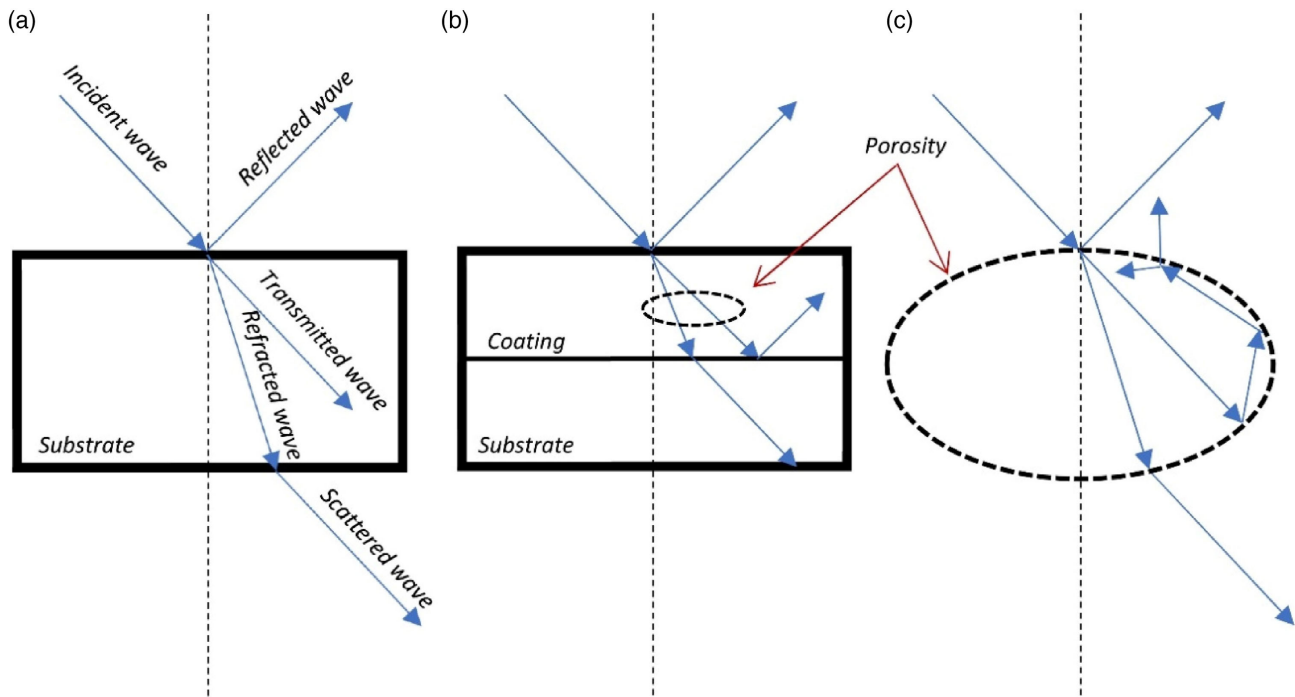 (a)
Incident wave
Reflected wave
Transmitted wave
Refracted wave
Substrate
Scattered wave
(b)
Porosity
Coating
Substrate
(c)